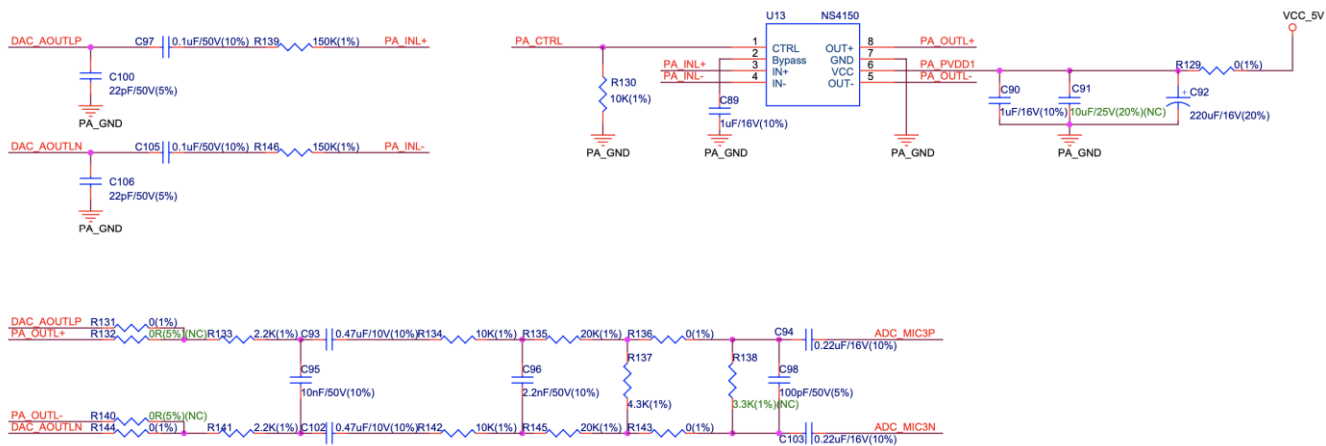 VCC_5V
U13 NS4150
DAC_AOUTLP C97 0.1uF/50V(10%) R139 150K(1%) PA_INL+
C100
22pF/50V(5%)
PA_GND
DAC_AOUTLN C105 0.1uF/50V(10%) R146 150K(1%) PA_INL-
C106
22pF/50V(5%)
PA_GND
PA_CTRL 1 CTRL OUT+ 8 PA_OUTL+
2 Bypass GND 7
PA_INL+ 3 IN+ VCC 6 PA_PVDD1
PA_INL- 4 IN- OUT- 5 PA_OUTL-
R130
10K(1%)
PA_GND
C89
1uF/16V(10%)
PA_GND
PA_GND
R129 0(1%)
C90
1uF/16V(10%)
C91
10uF/25V(20%)(NC)
+ C92
220uF/16V(20%)
PA_GND
DAC_AOUTLP R131 0(1%)
PA_OUTL+ R132 0R(5%)(NC) R133 2.2K(1%) C93 0.47uF/10V(10%) R134 10K(1%) R135 20K(1%) R136 0(1%) C94 ADC_MIC3P
0.22uF/16V(10%)
C95
10nF/50V(10%)
C96
2.2nF/50V(10%)
R137
4.3K(1%)
R138
3.3K(1%)(NC)
C98
100pF/50V(5%)
PA_OUTL- R140 0R(5%)(NC)
DAC_AOUTLN R144 0(1%) R141 2.2K(1%) C102 0.47uF/10V(10%) R142 10K(1%) R145 20K(1%) R143 0(1%) ADC_MIC3N
C103 0.22uF/16V(10%)